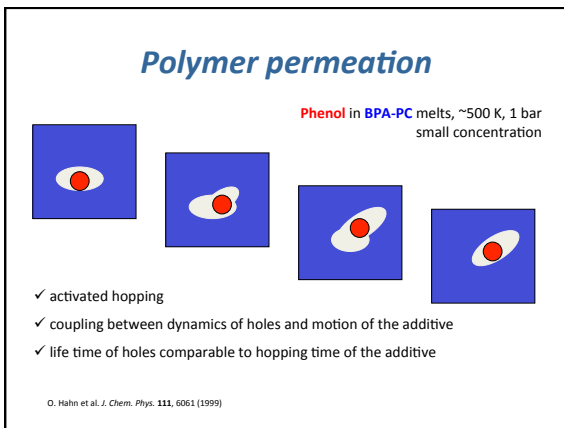 Polymer permeation
Phenol in BPA-PC melts, ~500 K, 1 bar
small concentration
✓ activated hopping
✓ coupling between dynamics of holes and motion of the additive
✓ life time of holes comparable to hopping time of the additive
O. Hahn et al. J. Chem. Phys. 111, 6061 (1999)